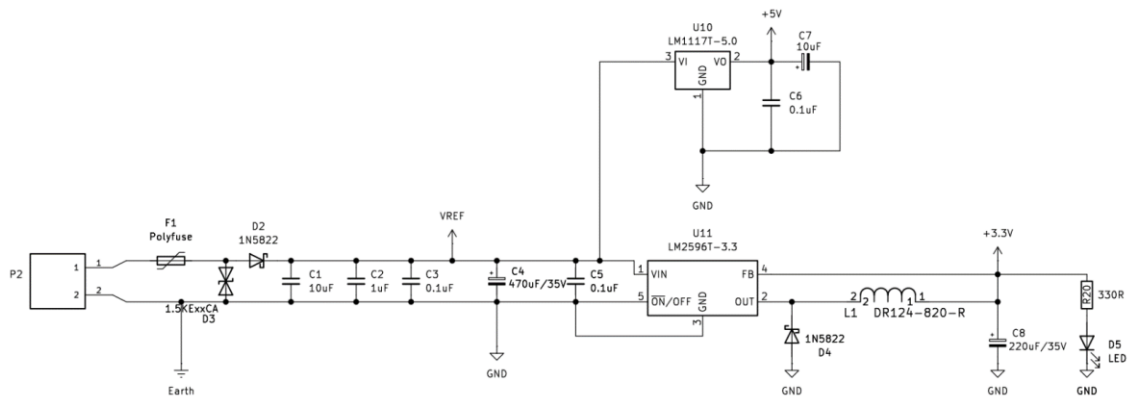 +5V
U10
LM1117T-5.0
C7
10uF
3 VI VO 2
GND
1
C6
0.1uF
GND
VREF
F1
Polyfuse
D2
1N5822
U11
LM2596T-3.3
+3.3V
P2
1 1
2 2
1.5KExxCA
D3
C1
10uF
C2
1uF
C3
0.1uF
C4
470uF/35V
C5
0.1uF
1 VIN FB 4
5 ON/OFF GND OUT 2
3
2 2 1 1
L1 DR124-820-R
R20
330R
1N5822
D4
C8
220uF/35V
D5
LED
Earth
GND
GND
GND
GND